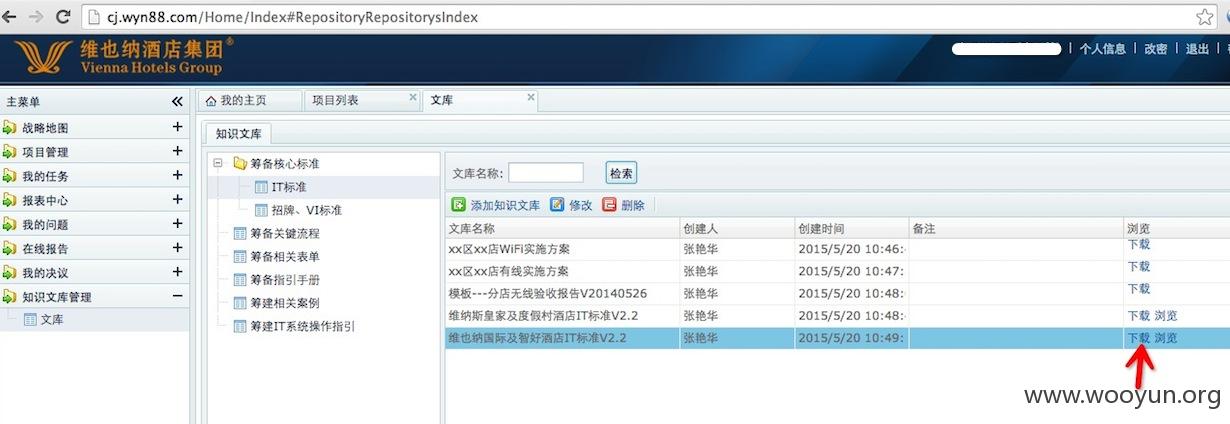 cj.wyn88.com/Home/Index#RepositoryRepositorysIndex
维也纳酒店集团®
Vienna Hotels Group
个人信息 | 改密 | 退出
主菜单
战略地图
项目管理
我的任务
报表中心
我的问题
在线报告
我的决议
知识文库管理
文库
我的主页 项目列表 文库
知识文库
筹备核心标准
IT标准
招牌、VI标准
筹备关键流程
筹备相关表单
筹备指引手册
筹建相关案例
筹建IT系统操作指引
文库名称: 检索
添加知识文库 修改 删除
文库名称 创建人 创建时间 备注 浏览
xx区xx店WiFi实施方案 张艳华 2015/5/20 10:46: 下载
xx区xx店有线实施方案 张艳华 2015/5/20 10:47: 下载
模板---分店无线验收报告V20140526 张艳华 2015/5/20 10:48: 下载
维纳斯皇家及度假村酒店IT标准V2.2 张艳华 2015/5/20 10:48: 下载 浏览
维也纳国际及智好酒店IT标准V2.2 张艳华 2015/5/20 10:49: 下载 浏览
www.wooyun.org